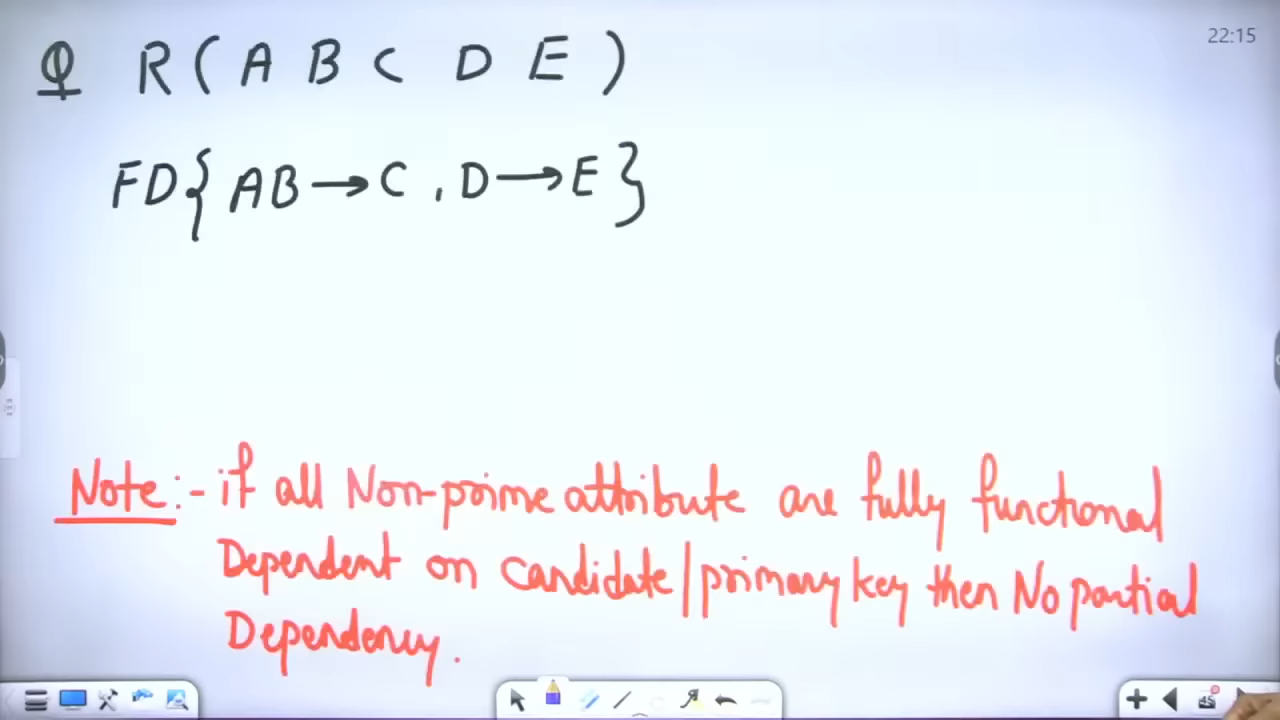 22:15
Q R ( A B C D E )
FD { AB → C , D → E }
Note :- if all Non-prime attribute are fully functional
Dependent on candidate/primary key then No partial
Dependency.
45